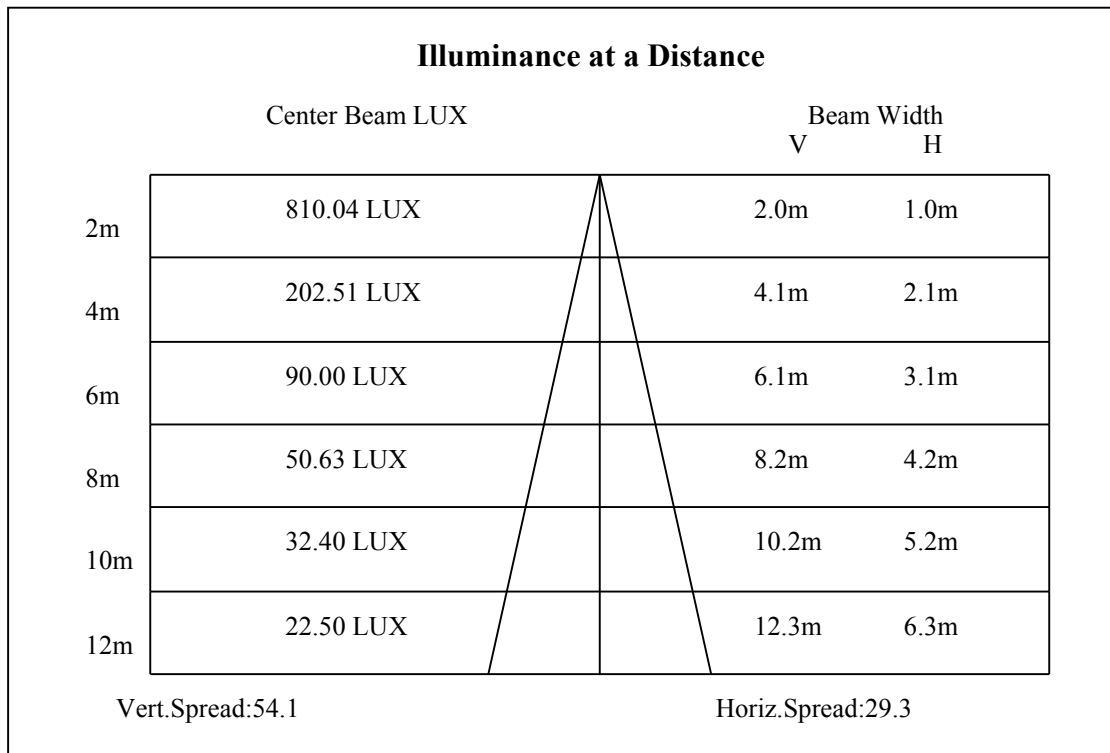 Illuminance at a Distance
Center Beam LUX Beam Width
V H
2m 810.04 LUX 2.0m 1.0m
4m 202.51 LUX 4.1m 2.1m
6m 90.00 LUX 6.1m 3.1m
8m 50.63 LUX 8.2m 4.2m
10m 32.40 LUX 10.2m 5.2m
12m 22.50 LUX 12.3m 6.3m
Vert.Spread:54.1 Horiz.Spread:29.3